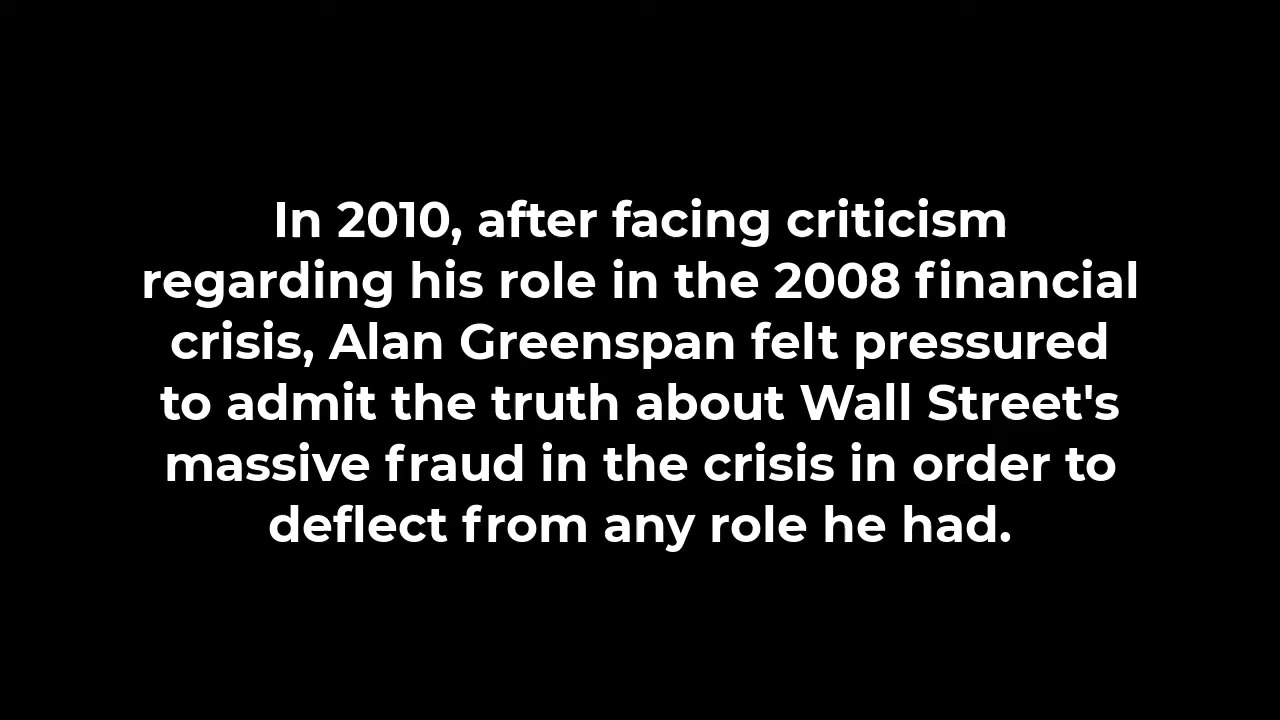 In 2010, after facing criticism
regarding his role in the 2008 financial
crisis, Alan Greenspan felt pressured
to admit the truth about Wall Street's
massive fraud in the crisis in order to
deflect from any role he had.